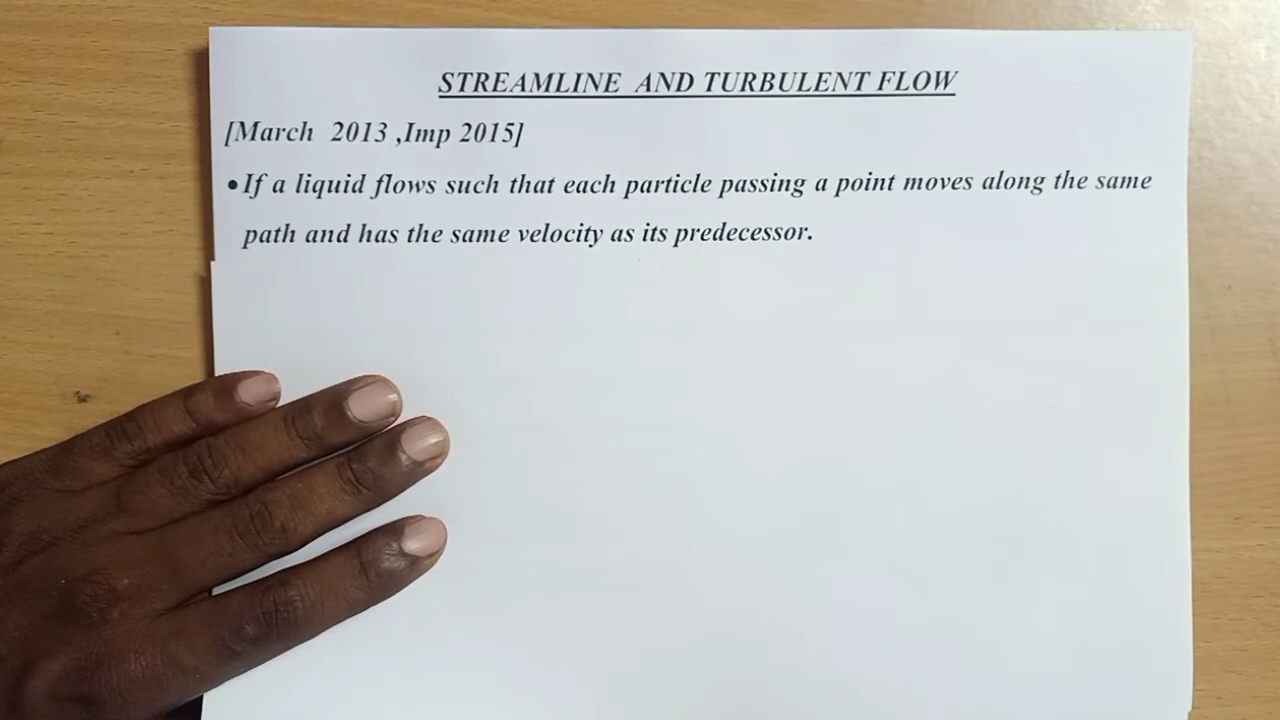 STREAMLINE AND TURBULENT FLOW
[March 2013 ,Imp 2015]
•If a liquid flows such that each particle passing a point moves along the same
path and has the same velocity as its predecessor.